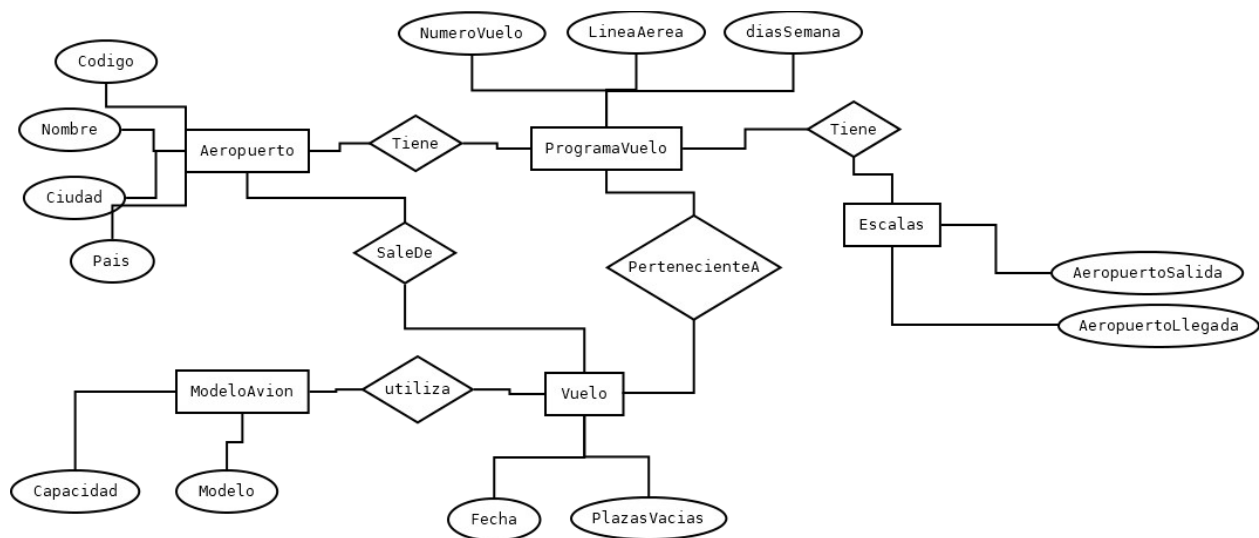 NumeroVuelo
LineaAerea
diasSemana
Codigo
Nombre
Tiene
Tiene
Aeropuerto
ProgramaVuelo
Ciudad
Escalas
Pais
SaleDe
PertenecienteA
AeropuertoSalida
AeropuertoLlegada
ModeloAvion
utiliza
Vuelo
Capacidad
Modelo
Fecha
PlazasVacias